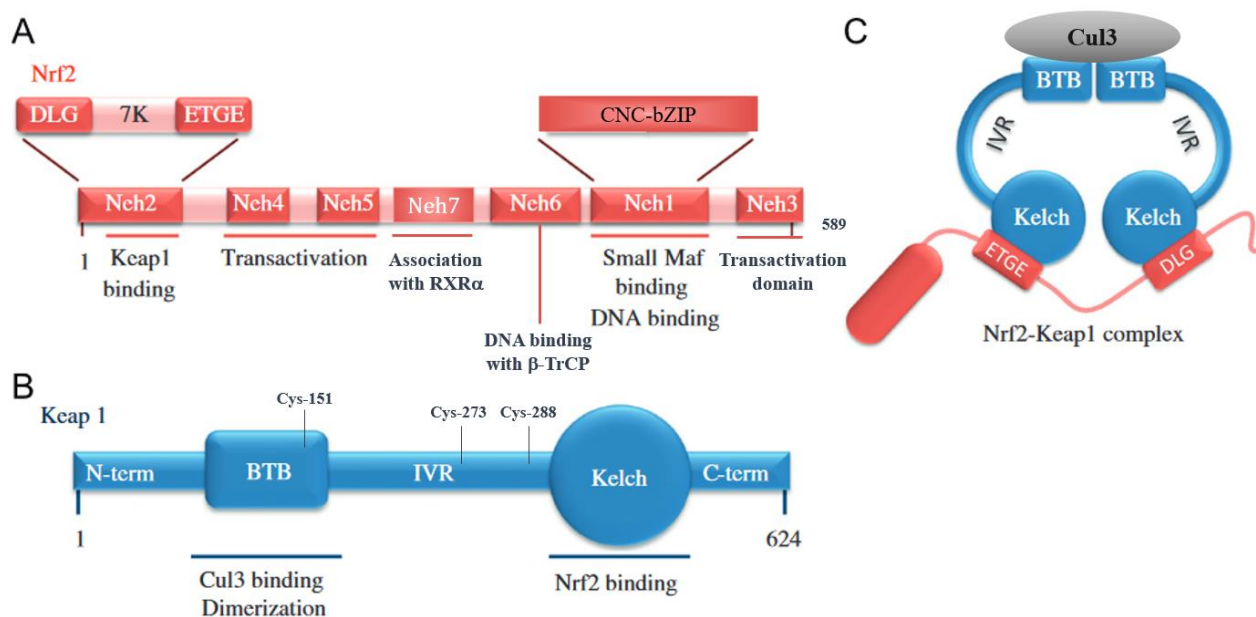 A
Nrf2
DLG 7K ETGE
CNC-bZIP
Neh2 Neh4 Neh5 Neh7 Neh6 Neh1 Neh3
589
1
Keap1
binding
Transactivation
Association
with RXRα
DNA binding
with β-TrCP
Small Maf
binding
DNA binding
Transactivation
domain
B
Keap 1
Cys-151
Cys-273
Cys-288
N-term BTB IVR Kelch C-term
1
624
Cul3 binding
Dimerization
Nrf2 binding
C
Cul3
BTB BTB
IVR IVR
Kelch Kelch
ETGE DLG
Nrf2-Keap1 complex